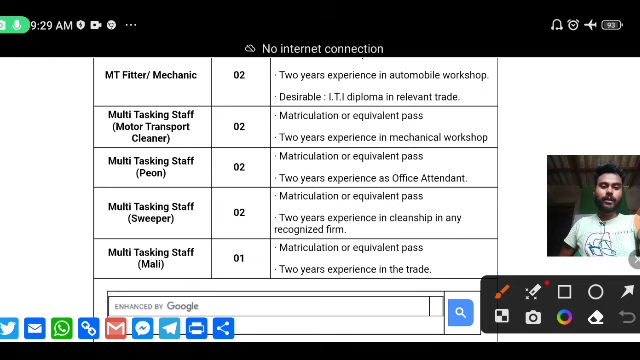 9:29 AM
93
No internet connection
MT Fitter/ Mechanic
02
· Two years experience in automobile workshop.
· Desirable : I.T.I diploma in relevant trade.
Multi Tasking Staff
(Motor Transport
Cleaner)
02
· Matriculation or equivalent pass
· Two years experience in mechanical workshop
Multi Tasking Staff
(Peon)
02
· Matriculation or equivalent pass
· Two years experience as Office Attendant.
Multi Tasking Staff
(Sweeper)
02
· Matriculation or equivalent pass
· Two years experience in cleanship in any
recognized firm.
Multi Tasking Staff
(Mali)
01
· Matriculation or equivalent pass
· Two years experience in the trade.
ENHANCED BY Google